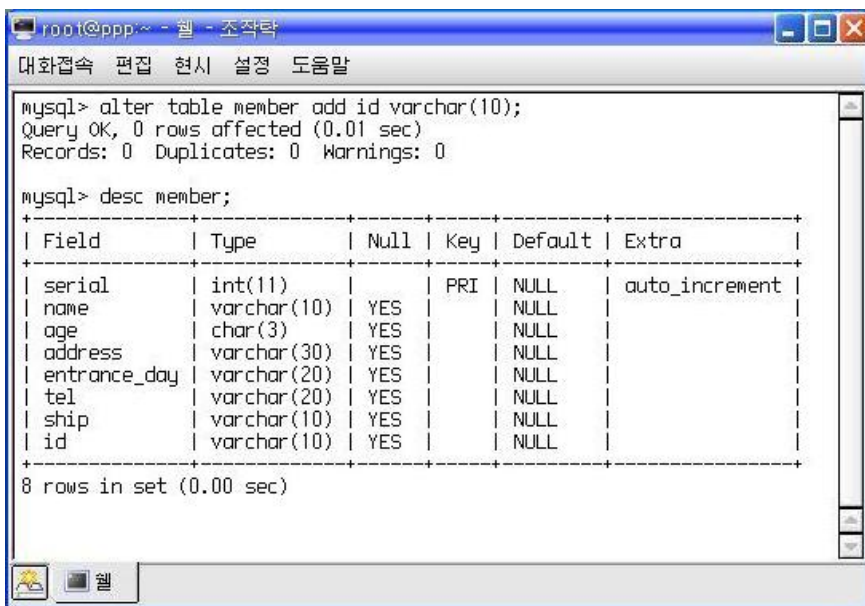 root@ppp:~ - 웰 - 조작탁
대화접속 편집 현시 설정 도움말
mysql> alter table member add id varchar(10);
Query OK, 0 rows affected (0.01 sec)
Records: 0 Duplicates: 0 Warnings: 0
mysql> desc member;
+--------------+-------------+------+-----+---------+----------------+
| Field | Type | Null | Key | Default | Extra |
+--------------+-------------+------+-----+---------+----------------+
| serial | int(11) | | PRI | NULL | auto_increment |
| name | varchar(10) | YES | | NULL | |
| age | char(3) | YES | | NULL | |
| address | varchar(30) | YES | | NULL | |
| entrance_day | varchar(20) | YES | | NULL | |
| tel | varchar(20) | YES | | NULL | |
| ship | varchar(10) | YES | | NULL | |
| id | varchar(10) | YES | | NULL | |
+--------------+-------------+------+-----+---------+----------------+
8 rows in set (0.00 sec)
웰